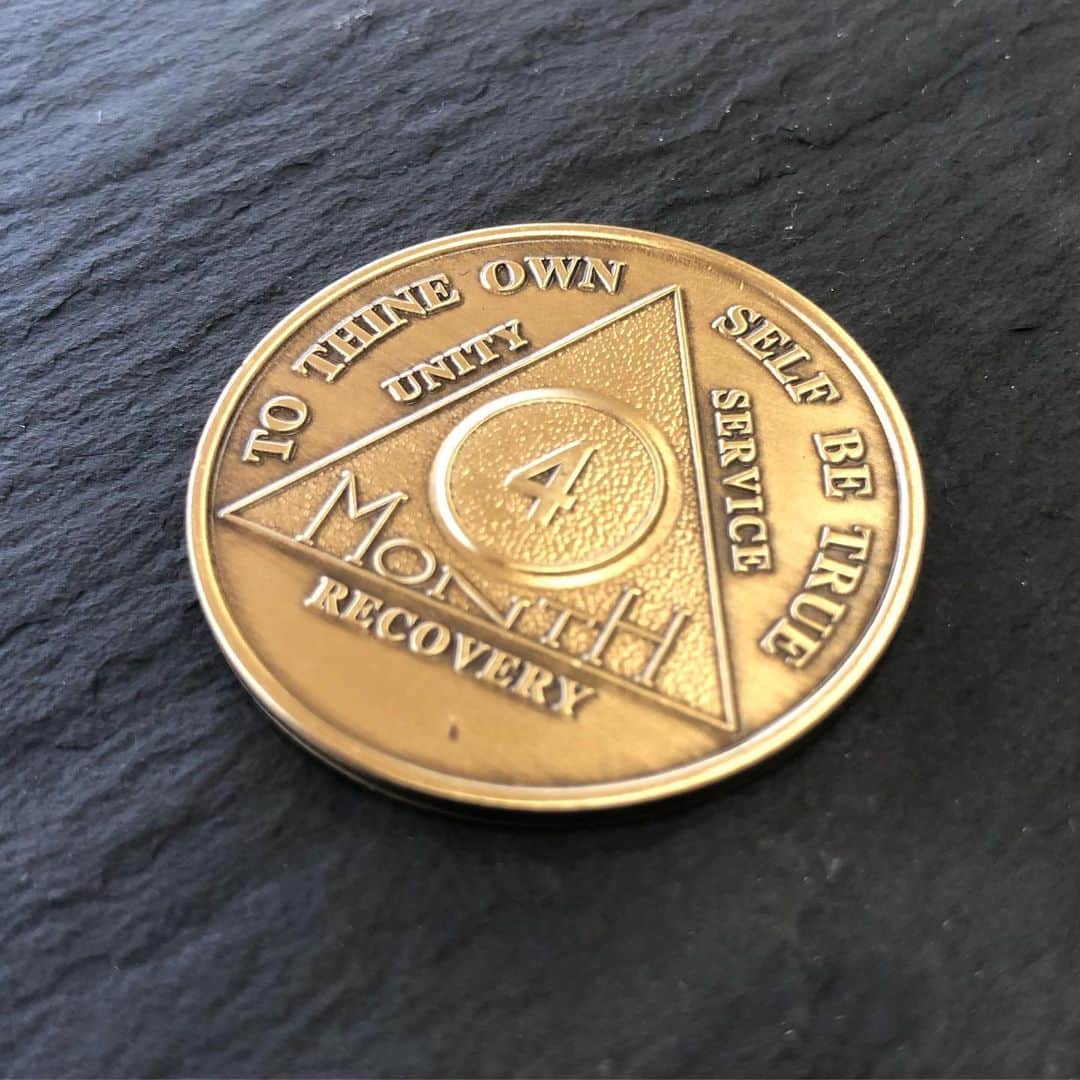 TO THINE OWN SELF BE TRUE
UNITY
SERVICE
4
MONTH
RECOVERY